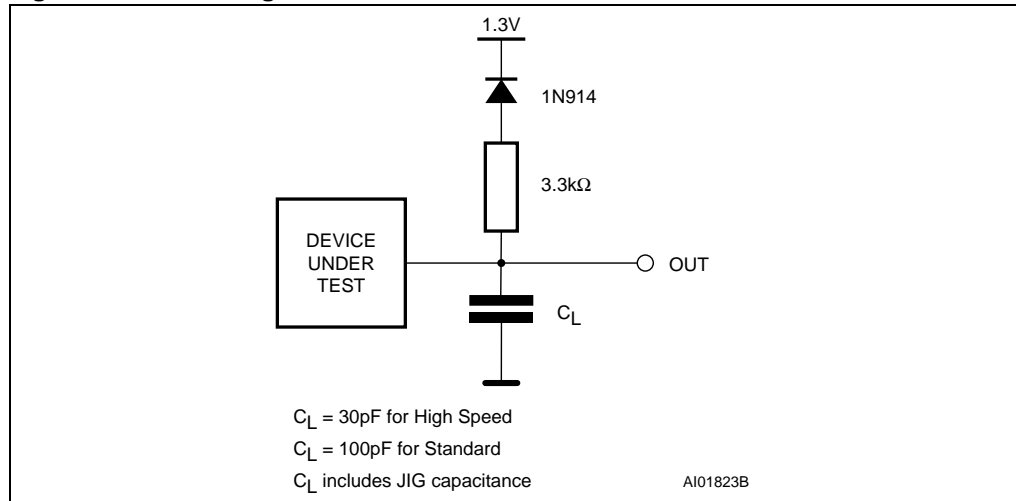 1.3V
1N914
3.3kΩ
DEVICE
UNDER
TEST
OUT
CL
CL = 30pF for High Speed
CL = 100pF for Standard
CL includes JIG capacitance
AI01823B